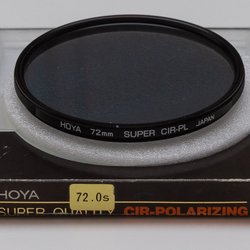 HOYA 72mm SUPER CIR-PL JAPAN
HOYA
72.0s
SUPER QUALITY CIR-POLARIZING